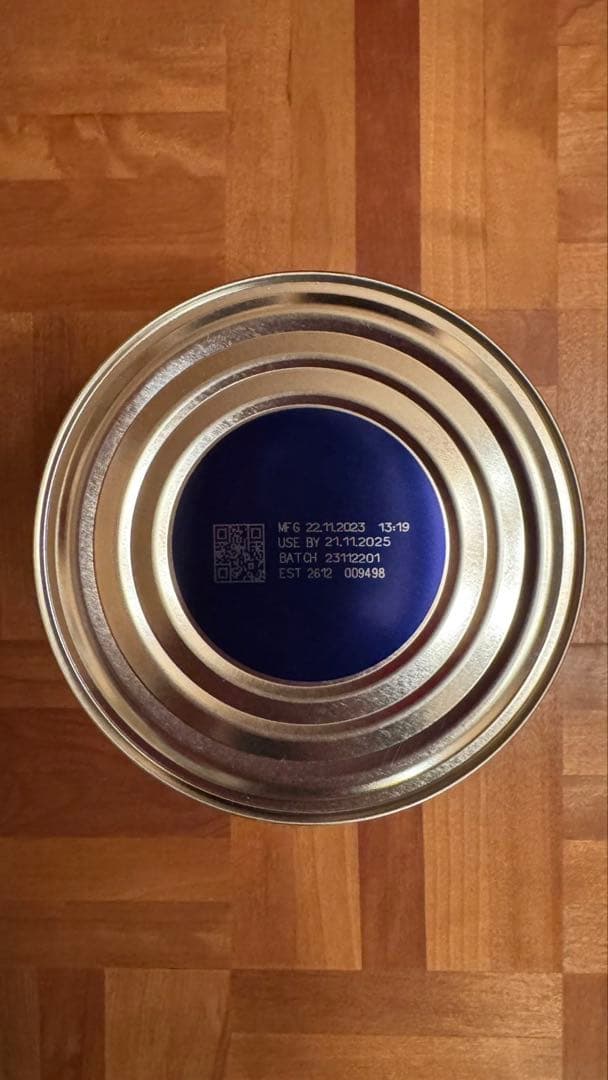 MFG 22.11.2023 13:19
USE BY 21.11.2025
BATCH 23112201
EST 2612 009498